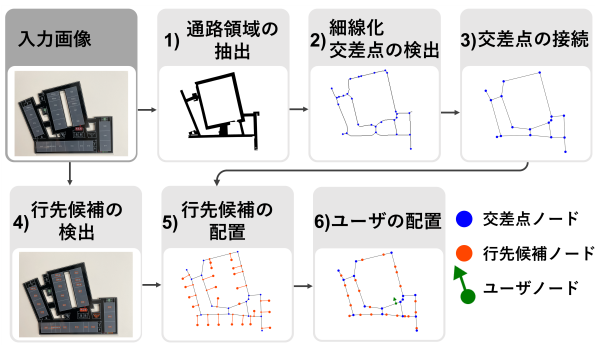 入力画像
1) 通路領域の
抽出
2) 細線化
交差点の検出
3)交差点の接続
4) 行先候補の
検出
5) 行先候補の
配置
6)ユーザの配置
交差点ノード
行先候補ノード
ユーザノード